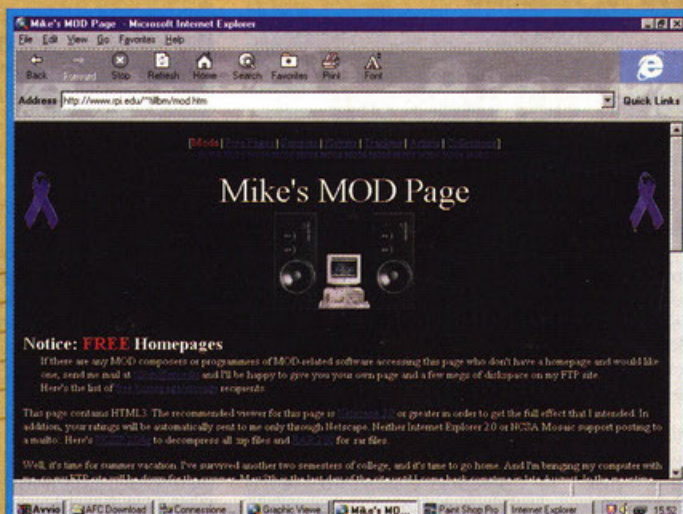 Mike's MOD Page - Microsoft Internet Explorer
File Edit View Go Favorites Help
Back Forward Stop Refresh Home Search Favorites Print Font
Address http://www.rpi.edu/~tillbm/mod.htm Quick Links
Mike's MOD Page
Notice: FREE Homepages
If there are any MOD composers or programmers of MOD-related software accessing this page who don't have a homepage and would like
one, send me mail at and I'll be happy to give you your own page and a few megs of diskspace on my FTP site.
Here's the list of recipients:
This page contains HTML3. The recommended viewer for this page is Netscape 2.0 or greater in order to get the full effect that I intended. In
addition, your ratings will be automatically sent to me only through Netscape. Neither Internet Explorer 2.0 or NCSA Mosaic support posting to
a mailto. Here's to decompress all zip files and for rar files.
Well, it's time for summer vacation. I've survived another two semesters of college, and it's time to go home. And I'm bringing my computer with
Avvio AFC Download Connessione... Graphic Viewe... Mike's MO... Paint Shop Pro Internet Explorer 15.52